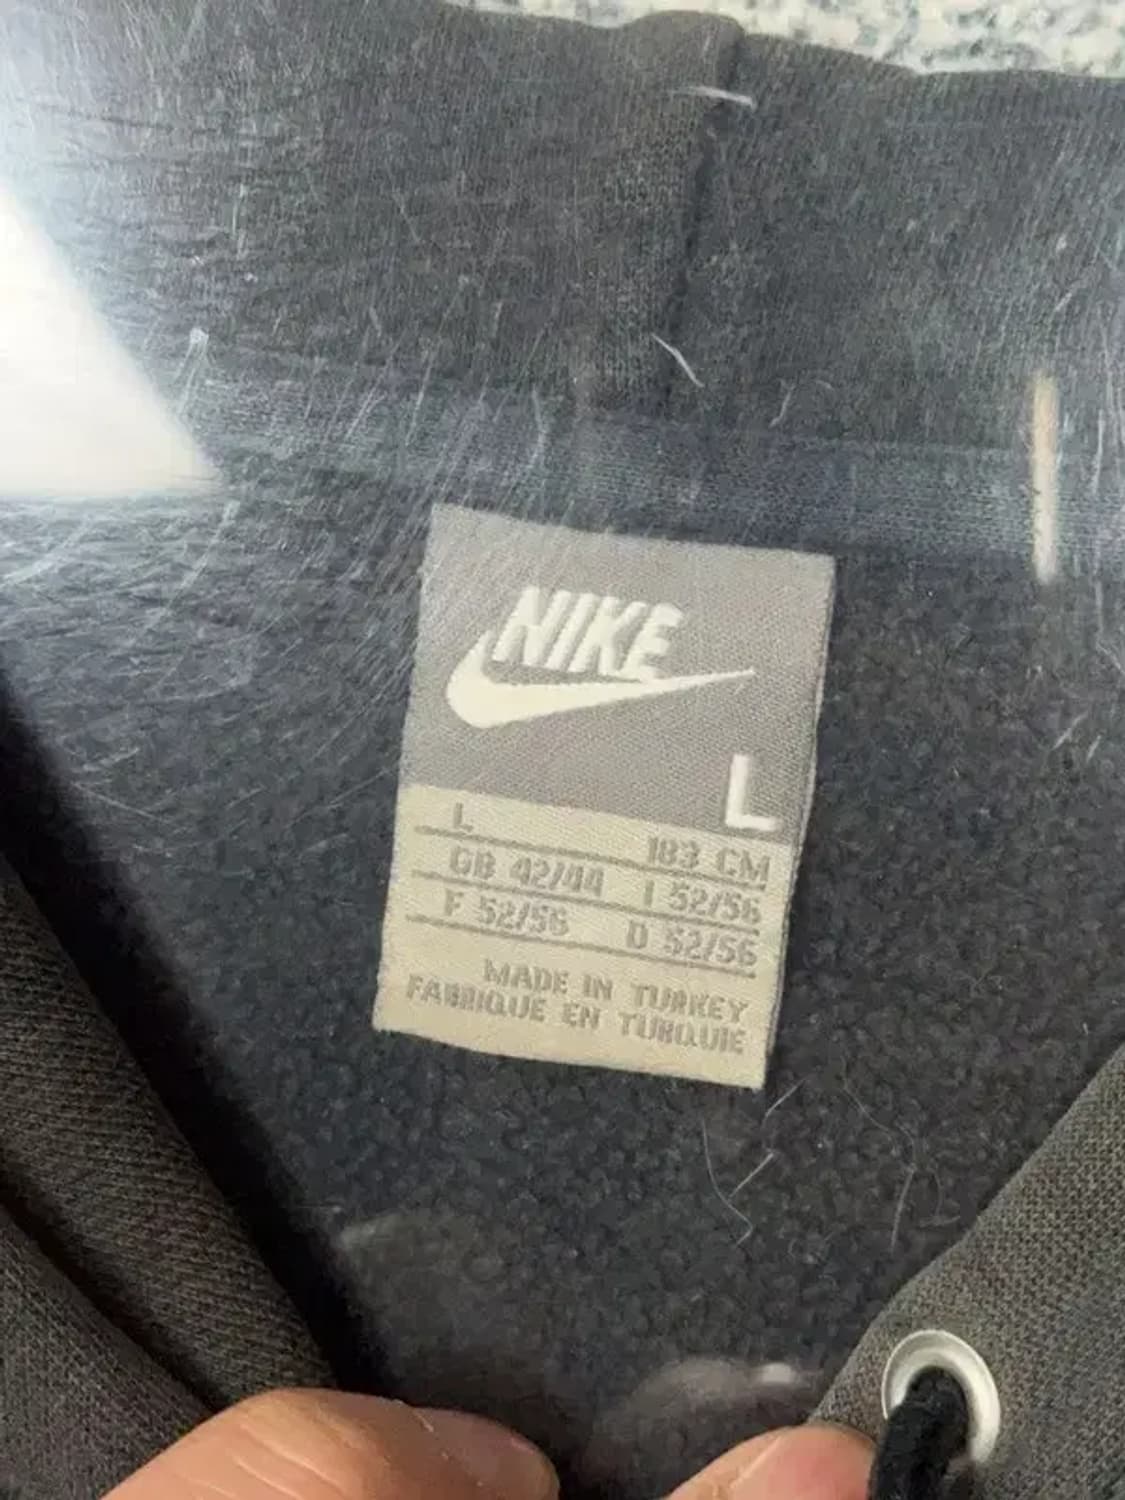 NIKE
L
L 183 CM
GB 42/44 I 52/56
F 52/56 D 52/56
MADE IN TURKEY
FABRIQUE EN TURQUIE